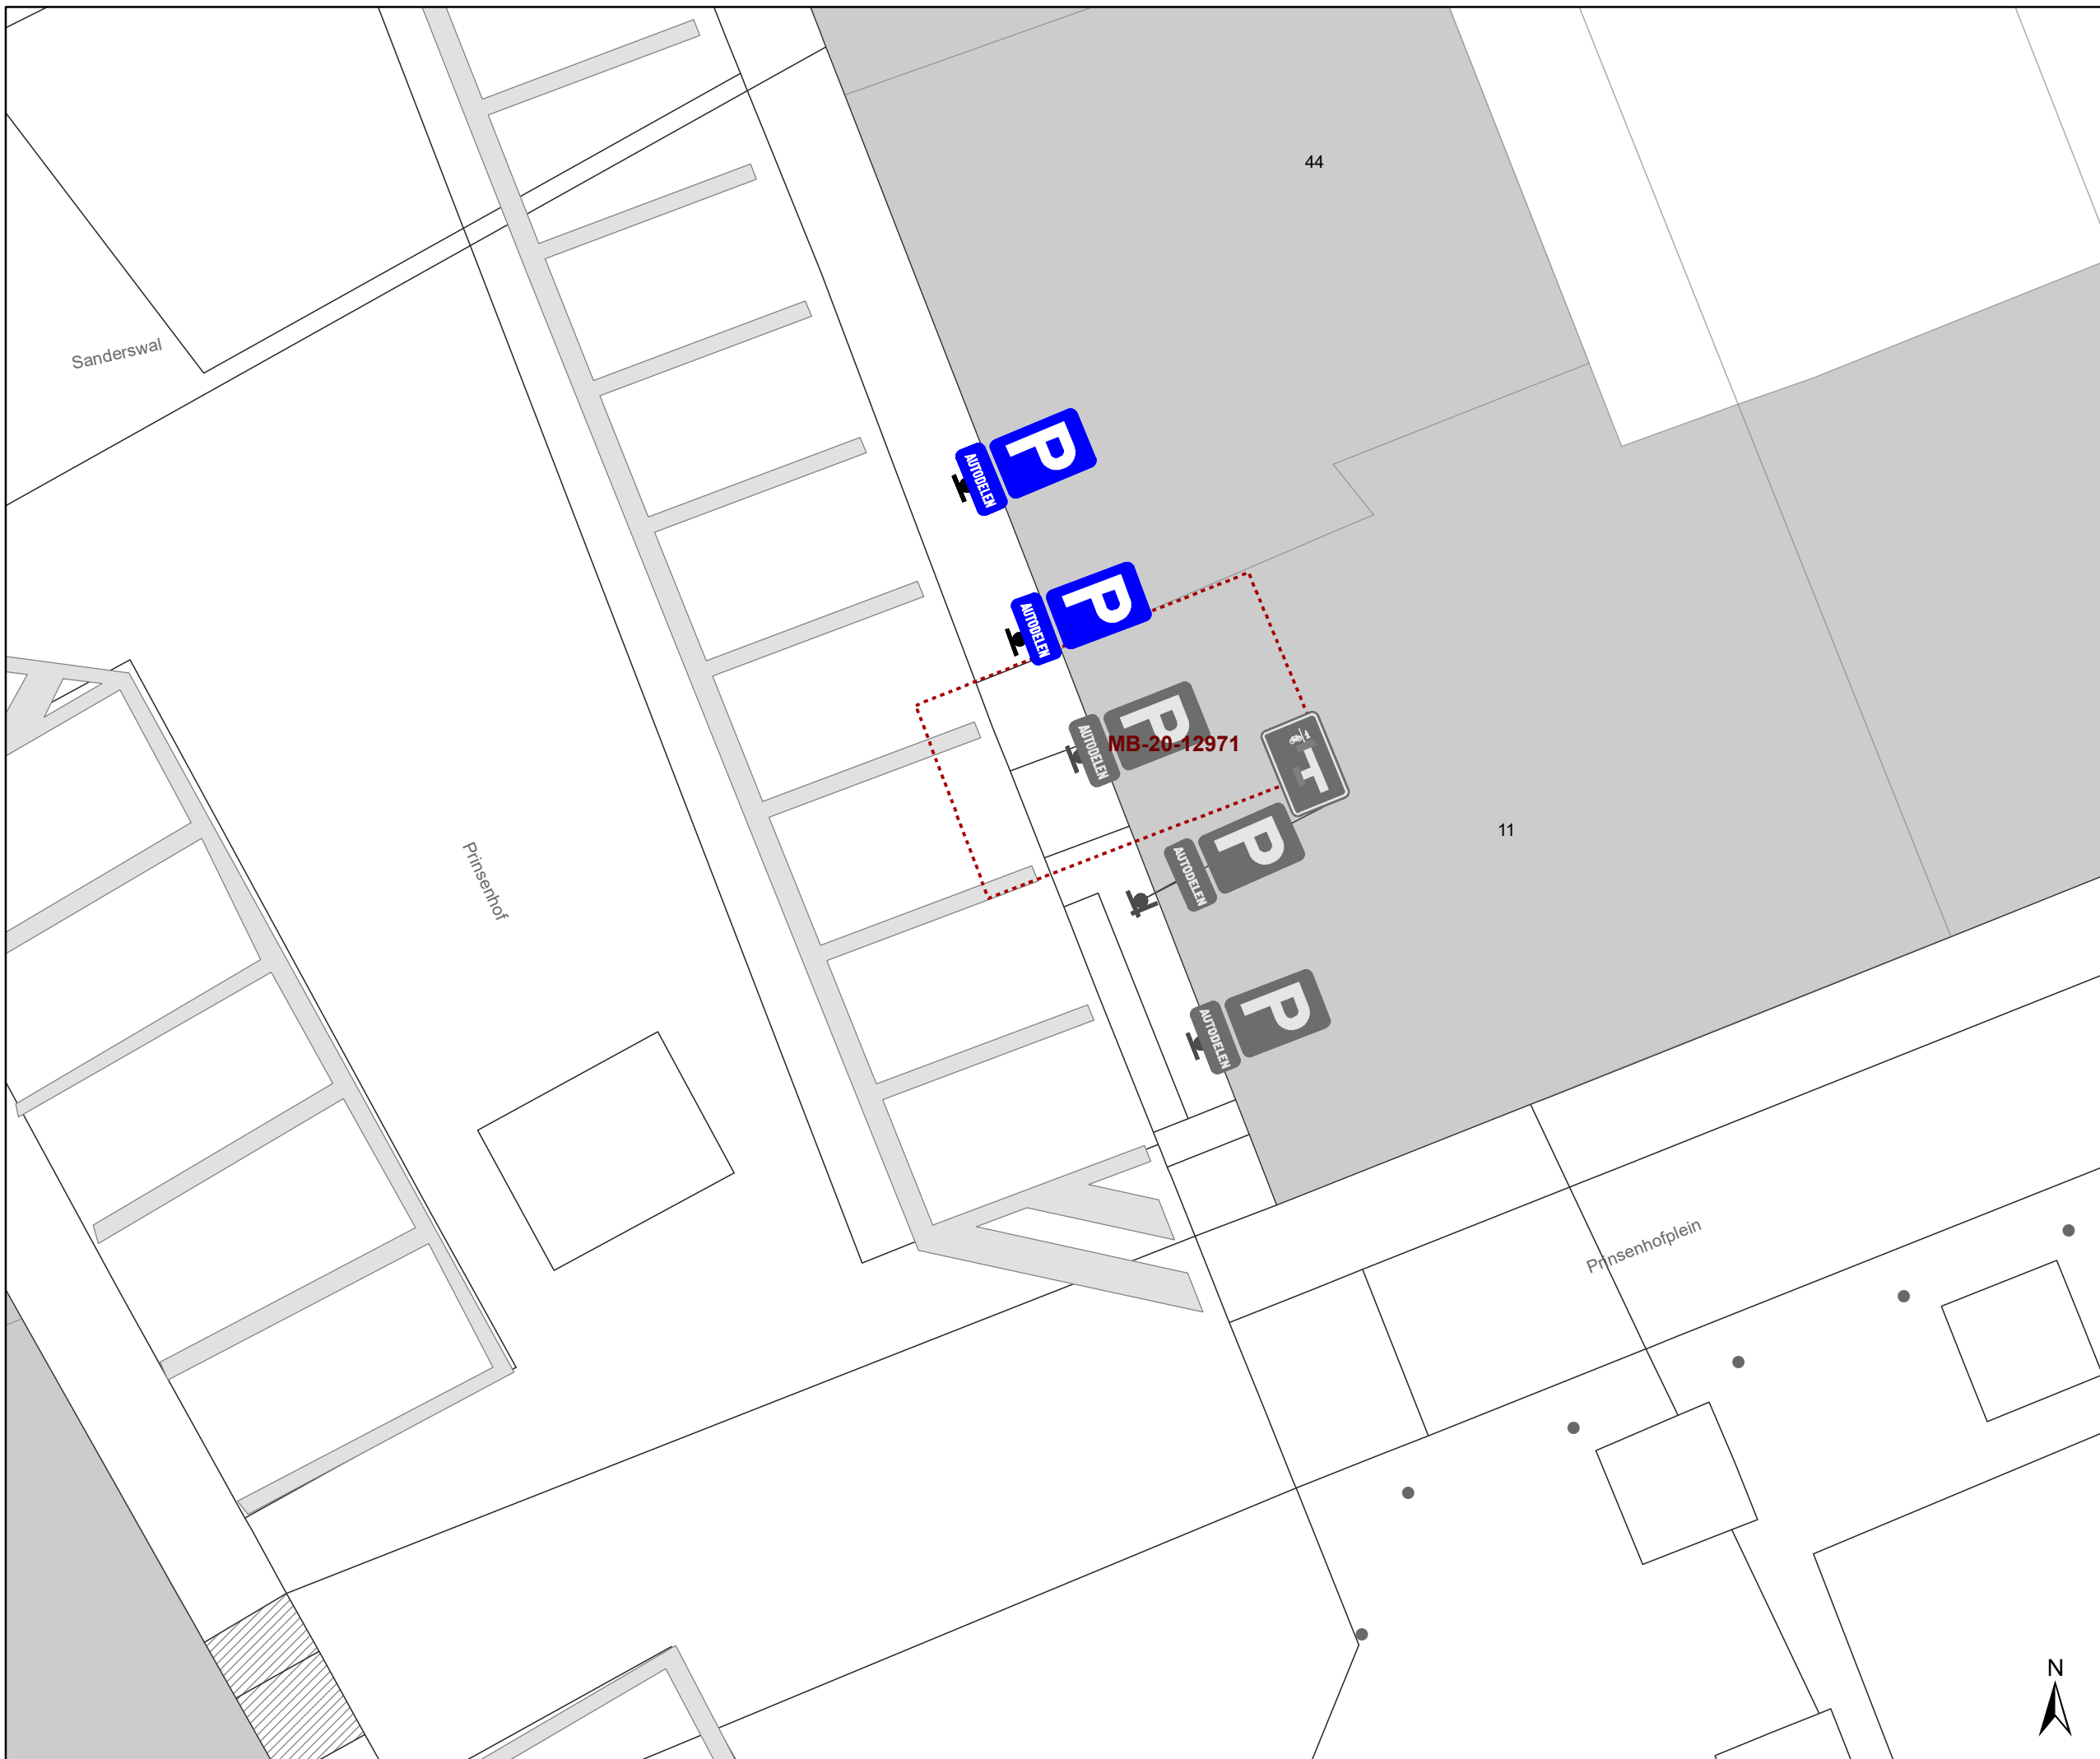 44
Sanderswal
P
AUTODELEN
P
AUTODELEN
P
AUTODELEN
MB-20-12971
P
AUTODELEN
11
Prinsenhof
P
AUTODELEN
Prinsenhofplein
N